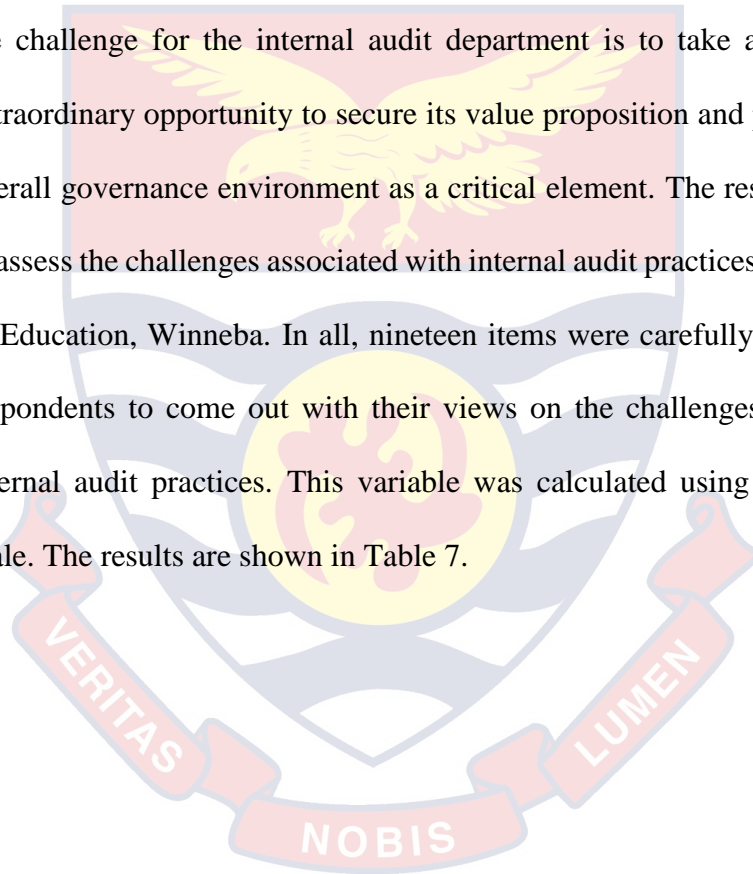 challenge for the internal audit department is to take a
traordinary opportunity to secure its value proposition and
erall governance environment as a critical element. The res
assess the challenges associated with internal audit practices
Education, Winneba. In all, nineteen items were carefully
pondents to come out with their views on the challenges
ernal audit practices. This variable was calculated using
ale. The results are shown in Table 7.
VERITAS
NOBIS
LUMEN